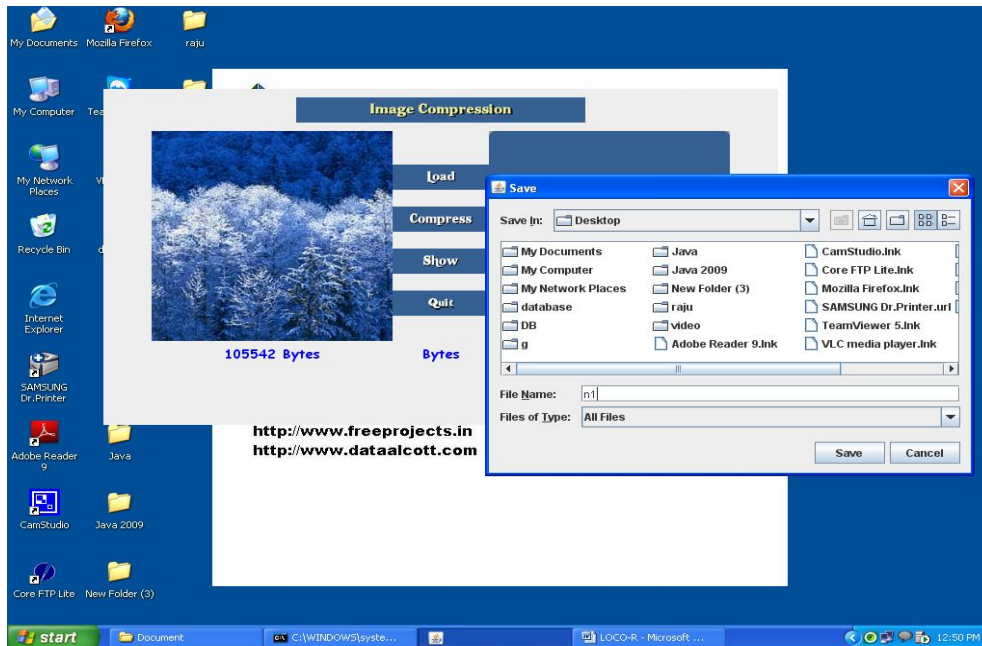 My Documents
Mozilla Firefox
raju
My Computer
My Network Places
Recycle Bin
Internet Explorer
SAMSUNG Dr.Printer
Adobe Reader 9
Java
CamStudio
Java 2009
Core FTP Lite
New Folder (3)
Image Compression
Load
Compress
Show
Quit
105542 Bytes
Bytes
http://www.freeprojects.in
http://www.dataalcott.com
Save
Save In:
Desktop
My Documents
My Computer
My Network Places
database
DB
g
Java
Java 2009
New Folder (3)
raju
video
Adobe Reader 9.lnk
CamStudio.lnk
Core FTP Lite.lnk
Mozilla Firefox.lnk
SAMSUNG Dr.Printer.url
TeamViewer 5.lnk
VLC media player.lnk
File Name:
n1
Files of Type:
All Files
Save
Cancel
start
Document
C:\WINDOWS\syste...
LOCO-R - Microsoft ...
12:50 PM